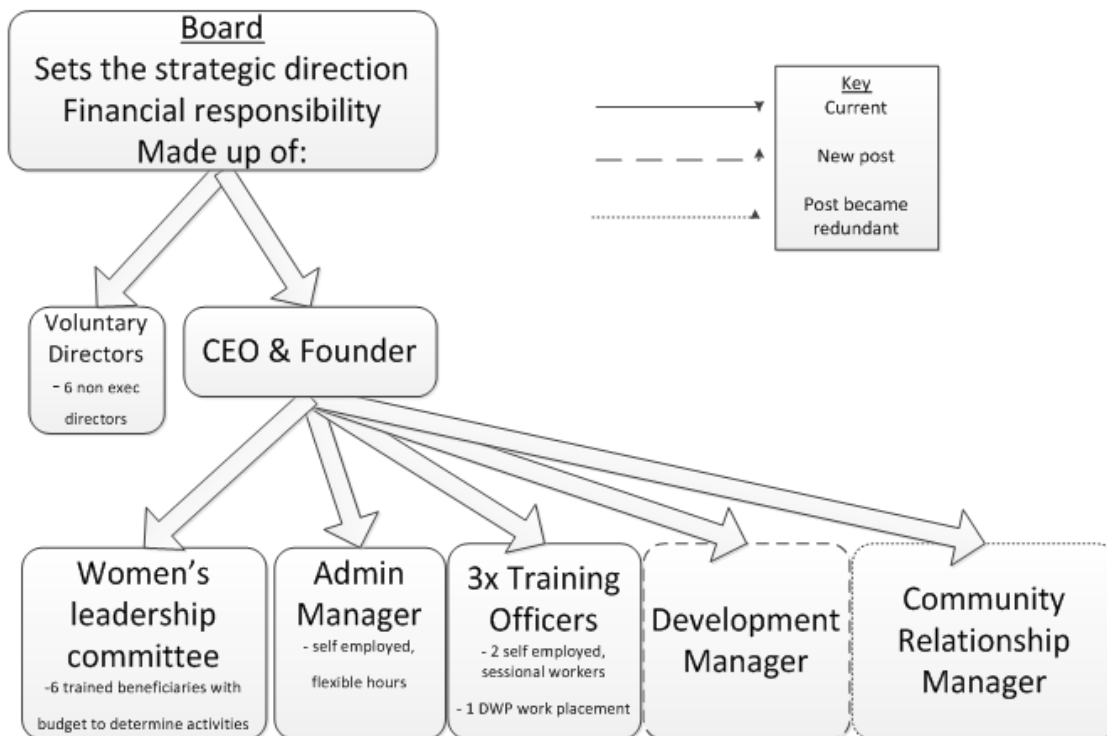 Board
Sets the strategic direction
Financial responsibility
Made up of:
Key
Current
New post
Post became
redundant
Voluntary
Directors
- 6 non exec
directors
CEO & Founder
Women’s
leadership
committee
-6 trained beneficiaries with
budget to determine activities
Admin
Manager
- self employed,
flexible hours
3x Training
Officers
- 2 self employed,
sessional workers
- 1 DWP work placement
Development
Manager
Community
Relationship
Manager